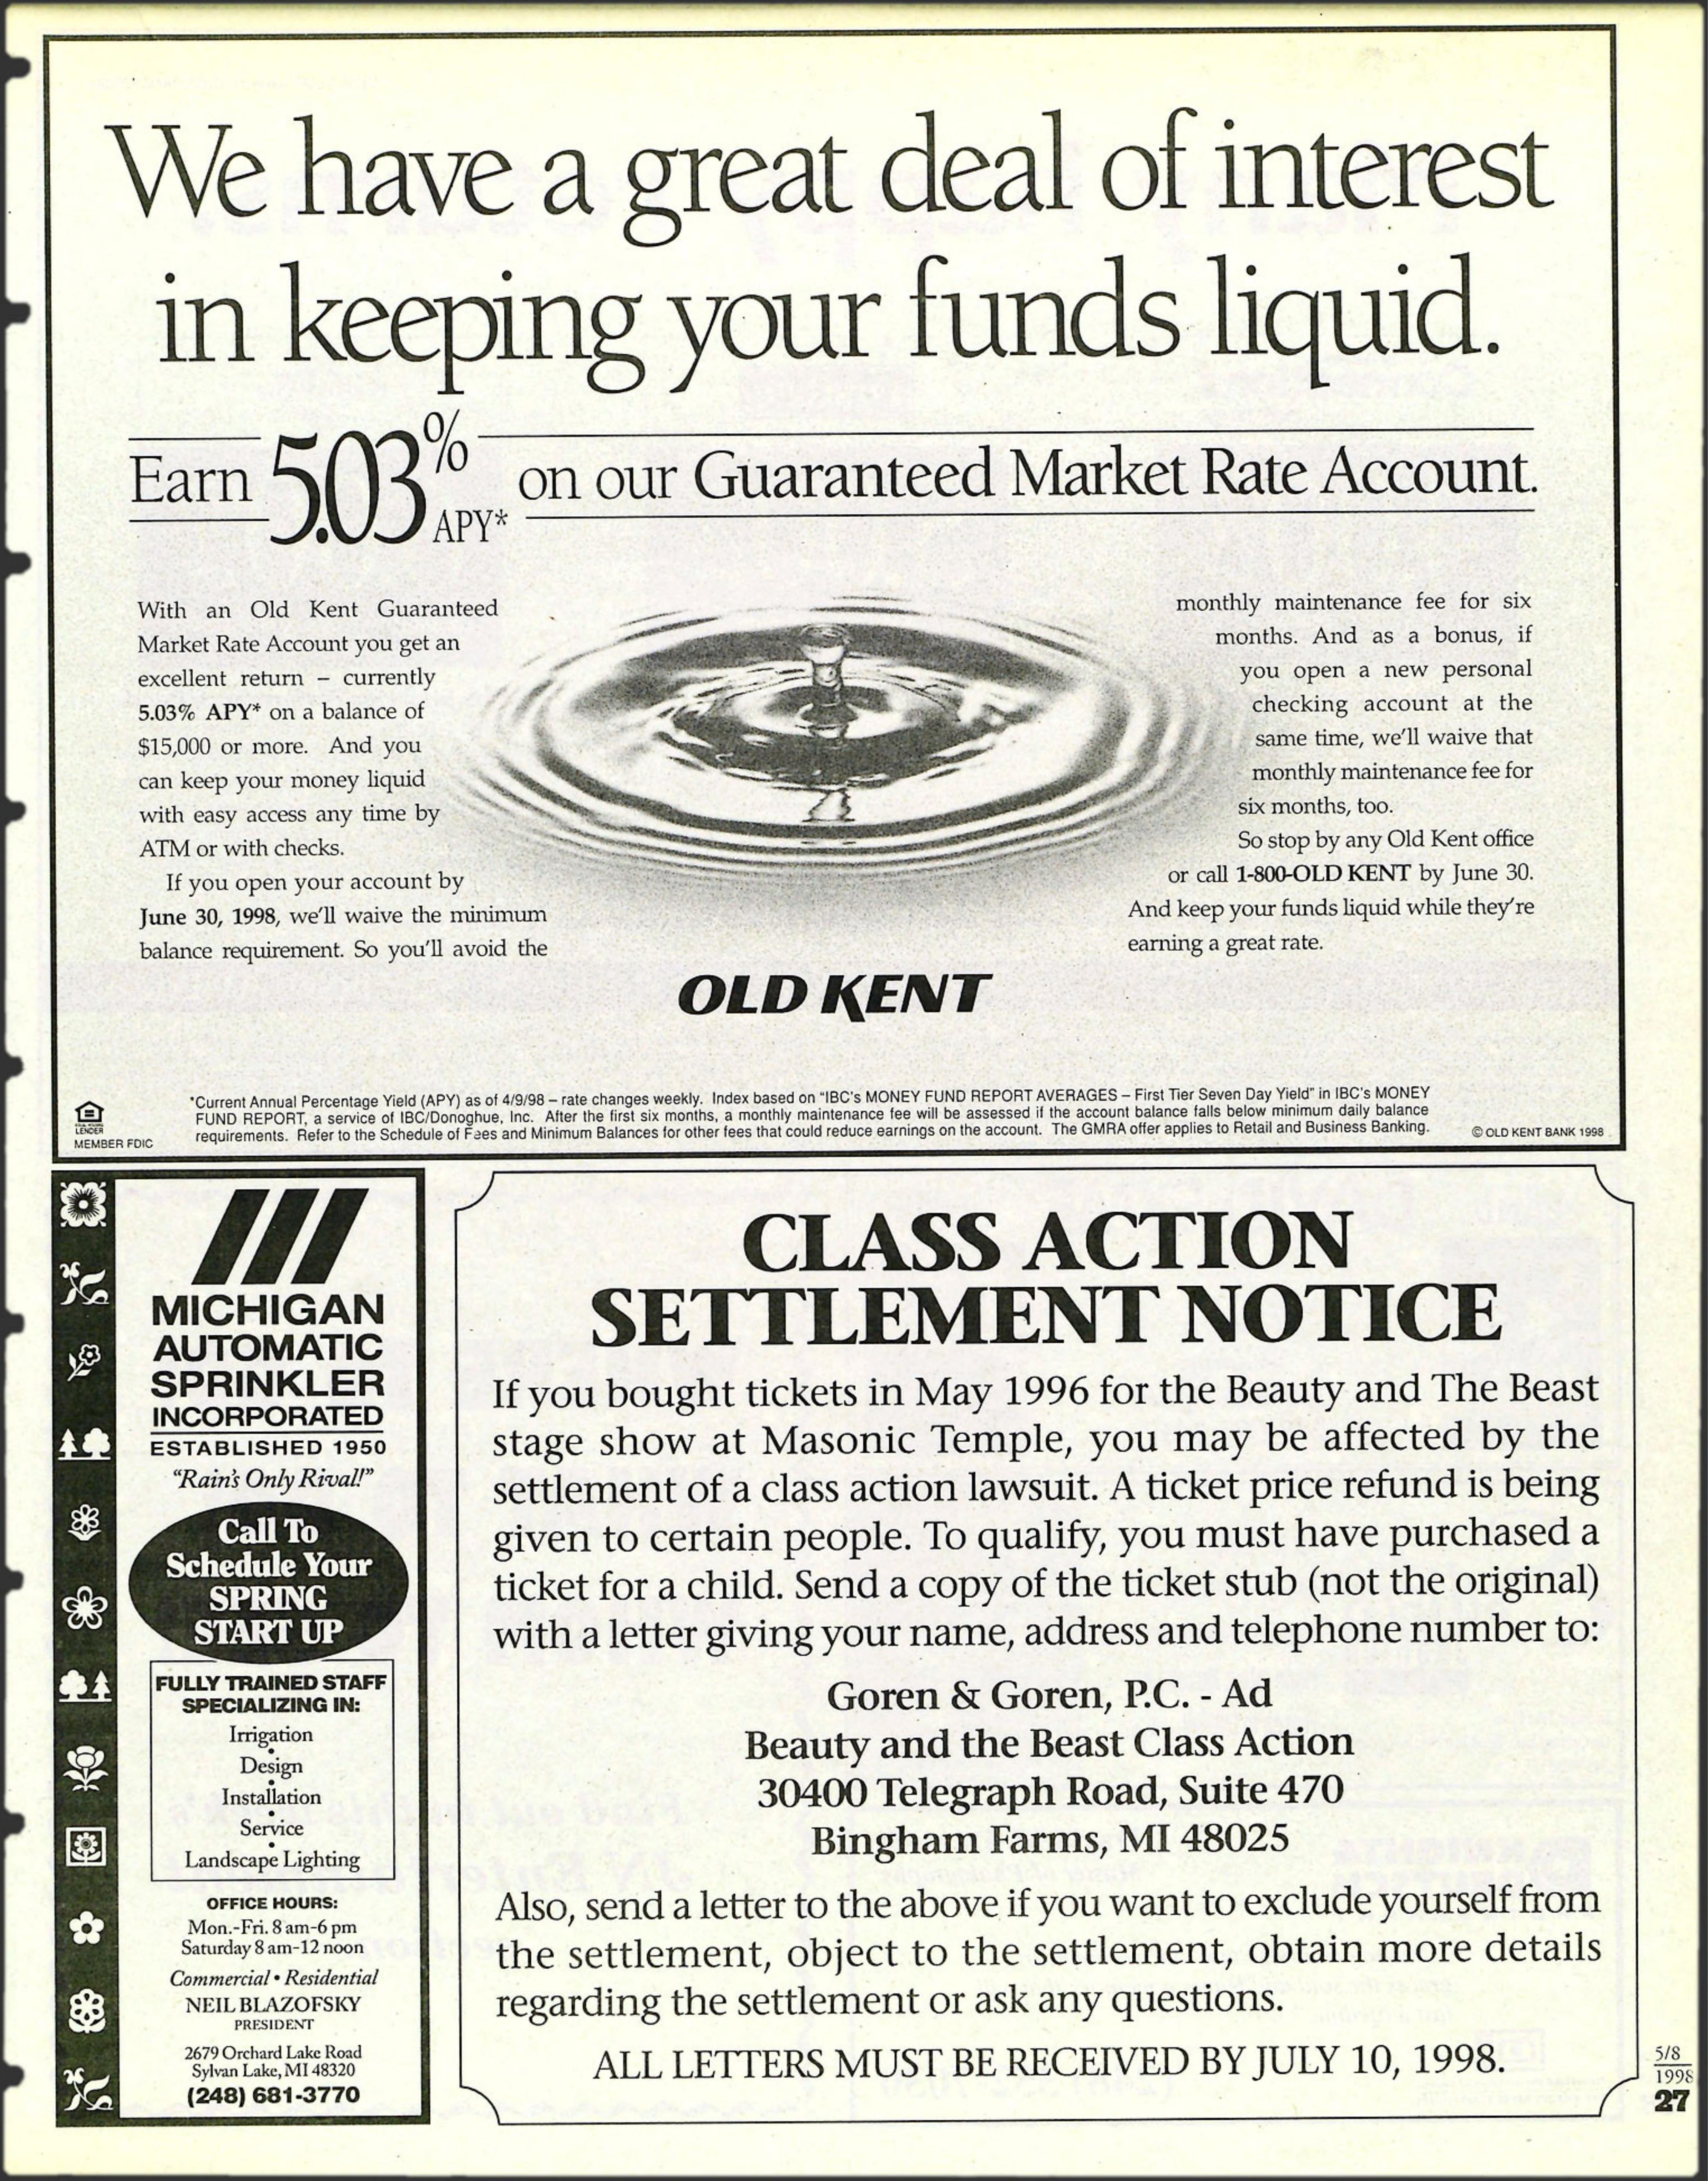 We have a great deal of interest
in keeping your funds liquid.
Earn 5.03% APY* on our Guaranteed Market Rate Account.
With an Old Kent Guaranteed
Market Rate Account you get an
excellent return – currently
5.03% APY* on a balance of
$15,000 or more. And you
can keep your money liquid
with easy access any time by
ATM or with checks.
If you open your account by
June 30, 1998, we'll waive the minimum
balance requirement. So you'll avoid the
monthly maintenance fee for six
months. And as a bonus, if
you open a new personal
checking account at the
same time, we'll waive that
monthly maintenance fee for
six months, too.
So stop by any Old Kent office
or call 1-800-OLD KENT by June 30.
And keep your funds liquid while they're
earning a great rate.
OLD KENT
LENDER
MEMBER FDIC
*Current Annual Percentage Yield (APY) as of 4/9/98 – rate changes weekly. Index based on "IBC's MONEY FUND REPORT AVERAGES – First Tier Seven Day Yield" in IBC's MONEY
FUND REPORT, a service of IBC/Donoghue, Inc. After the first six months, a monthly maintenance fee will be assessed if the account balance falls below minimum daily balance
requirements. Refer to the Schedule of Fees and Minimum Balances for other fees that could reduce earnings on the account. The GMRA offer applies to Retail and Business Banking.
© OLD KENT BANK 1998
MICHIGAN
AUTOMATIC
SPRINKLER
INCORPORATED
ESTABLISHED 1950
"Rain's Only Rival!"
Call To
Schedule Your
SPRING
START UP
FULLY TRAINED STAFF
SPECIALIZING IN:
Irrigation
•
Design
•
Installation
•
Service
•
Landscape Lighting
OFFICE HOURS:
Mon.-Fri. 8 am-6 pm
Saturday 8 am-12 noon
Commercial • Residential
NEIL BLAZOFSKY
PRESIDENT
2679 Orchard Lake Road
Sylvan Lake, MI 48320
(248) 681-3770
CLASS ACTION
SETTLEMENT NOTICE
If you bought tickets in May 1996 for the Beauty and The Beast
stage show at Masonic Temple, you may be affected by the
settlement of a class action lawsuit. A ticket price refund is being
given to certain people. To qualify, you must have purchased a
ticket for a child. Send a copy of the ticket stub (not the original)
with a letter giving your name, address and telephone number to:
Goren & Goren, P.C. - Ad
Beauty and the Beast Class Action
30400 Telegraph Road, Suite 470
Bingham Farms, MI 48025
Also, send a letter to the above if you want to exclude yourself from
the settlement, object to the settlement, obtain more details
regarding the settlement or ask any questions.
ALL LETTERS MUST BE RECEIVED BY JULY 10, 1998.
5/8
1998
27